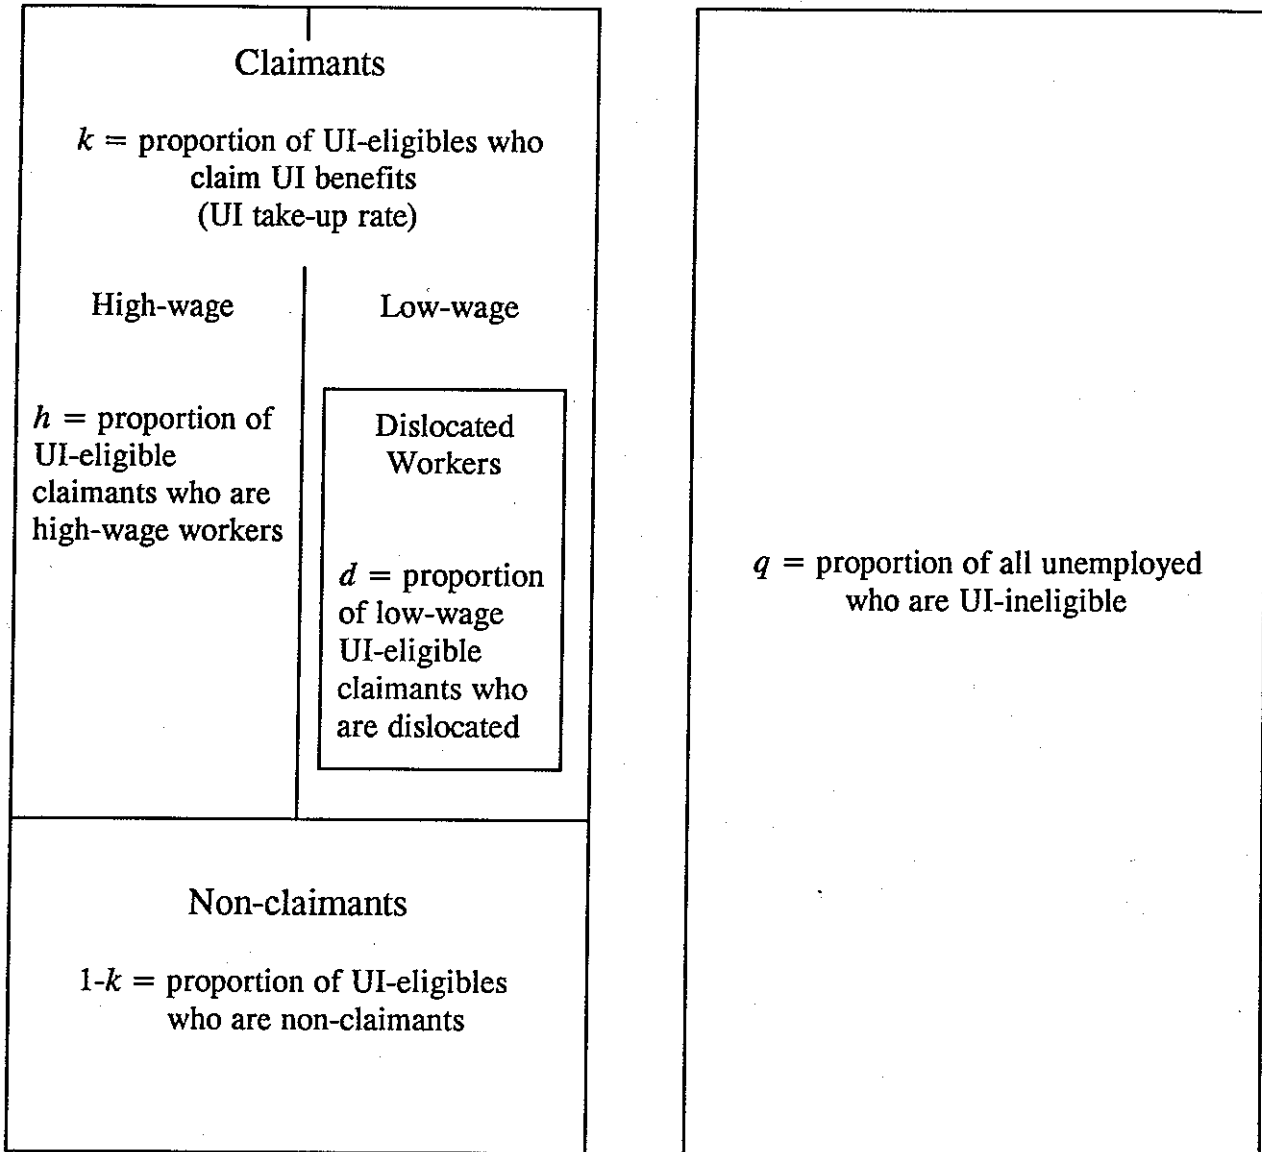 Claimants
k = proportion of UI-eligibles who
claim UI benefits
(UI take-up rate)
High-wage
Low-wage
h = proportion of
UI-eligible
claimants who are
high-wage workers
Dislocated
Workers
d = proportion
of low-wage
UI-eligible
claimants who
are dislocated
Non-claimants
1-k = proportion of UI-eligibles
who are non-claimants
q = proportion of all unemployed
who are UI-ineligible